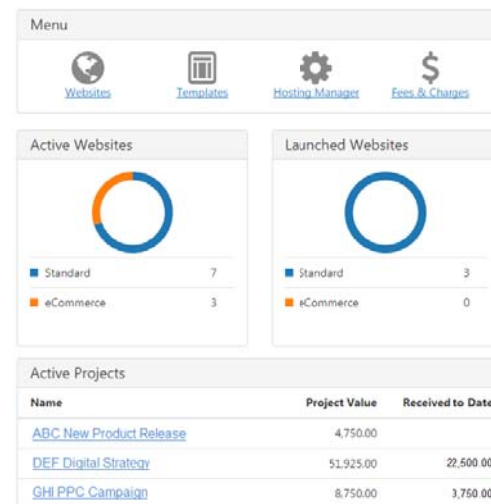 Menu
Websites Templates Hosting Manager Fees & Charges
Active Websites
Standard 7
eCommerce 3
Launched Websites
Standard 3
eCommerce 0
Active Projects
Name Project Value Received to Date
ABC New Product Release 4,750.00
DEF Digital Strategy 51,925.00 22,500.00
GHI PPC Campaign 8,750.00 3,750.00